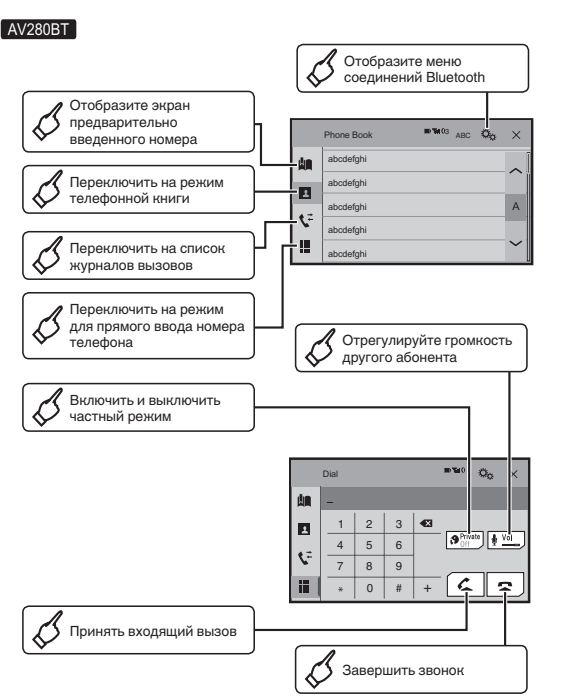 AV280BT
Отобразите меню
соединений Bluetooth
Отобразите экран
предварительно
введенного номера
Переключить на режим
телефонной книги
Переключить на список
журналов вызовов
Переключить на режим
для прямого ввода номера
телефона
Phone Book
ABC
abcdefghi
abcdefghi
abcdefghi
A
abcdefghi
abcdefghi
Отрегулируйте громкость
другого абонента
Включить и выключить
частный режим
Dial
_
1 2 3
4 5 6
7 8 9
* 0 # +
Private
Off
Vol
Принять входящий вызов
Завершить звонок